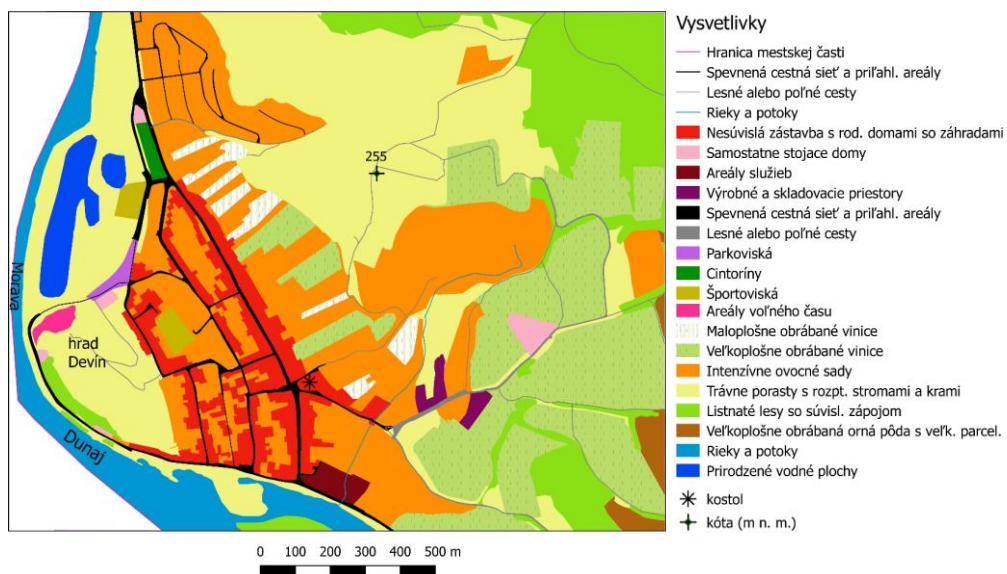 255
Morava
hrad
Devín
Dunaj
0 100 200 300 400 500 m
Vysvetlivky
Hranica mestskej časti
Spevnená cestná sieť a priľahl. areály
Lesné alebo poľné cesty
Rieky a potoky
Nesúvislá zástavba s rod. domami so záhradami
Samostatne stojace domy
Areály služieb
Výrobné a skladovacie priestory
Spevnená cestná sieť a priľahl. areály
Lesné alebo poľné cesty
Parkoviská
Cintoríny
Športoviská
Areály voľného času
Maloplošne obrábané vinice
Veľkoplošne obrábané vinice
Intenzívne ovocné sady
Trávne porasty s rozpt. stromami a krami
Listnaté lesy so súvisl. zápojom
Veľkoplošne obrábaná orná pôda s veľk. parcel.
Rieky a potoky
Prirodzené vodné plochy
kostol
kóta (m n. m.)